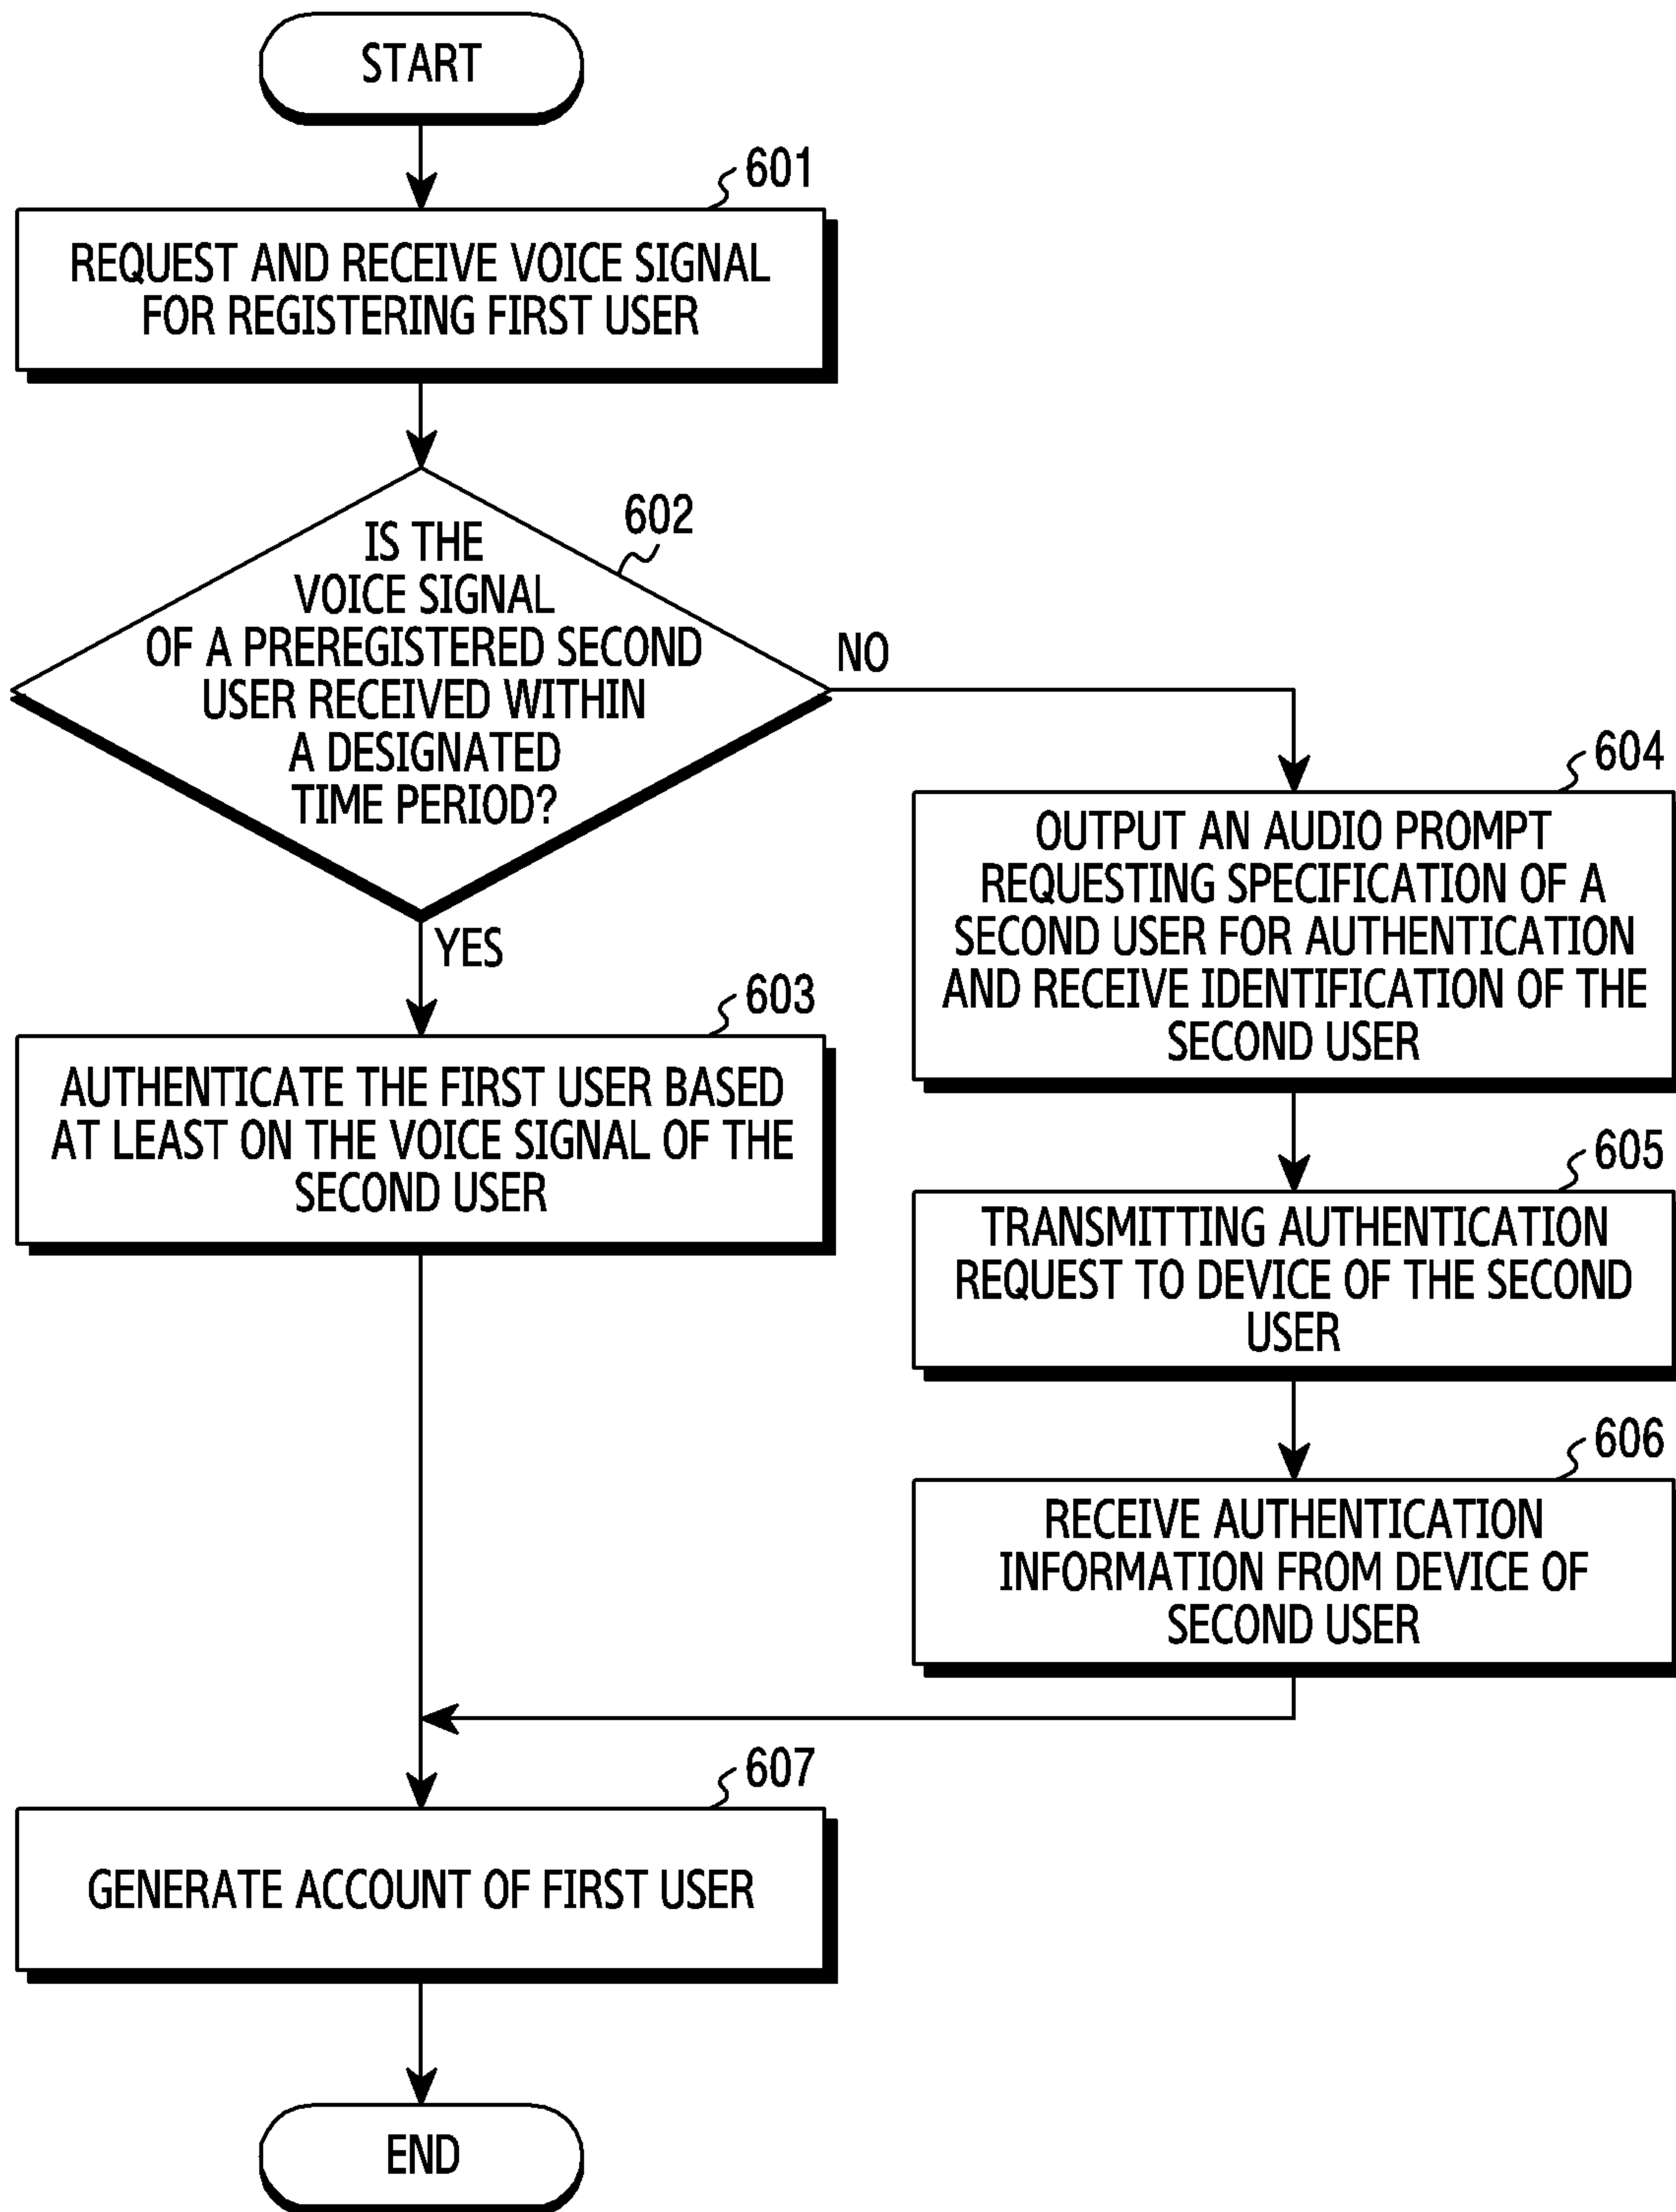 START
601
REQUEST AND RECEIVE VOICE SIGNAL
FOR REGISTERING FIRST USER
602
IS THE
VOICE SIGNAL
OF A PREREGISTERED SECOND
USER RECEIVED WITHIN
A DESIGNATED
TIME PERIOD?
NO
YES
603
AUTHENTICATE THE FIRST USER BASED
AT LEAST ON THE VOICE SIGNAL OF THE
SECOND USER
604
OUTPUT AN AUDIO PROMPT
REQUESTING SPECIFICATION OF A
SECOND USER FOR AUTHENTICATION
AND RECEIVE IDENTIFICATION OF THE
SECOND USER
605
TRANSMITTING AUTHENTICATION
REQUEST TO DEVICE OF THE SECOND
USER
606
RECEIVE AUTHENTICATION
INFORMATION FROM DEVICE OF
SECOND USER
607
GENERATE ACCOUNT OF FIRST USER
END